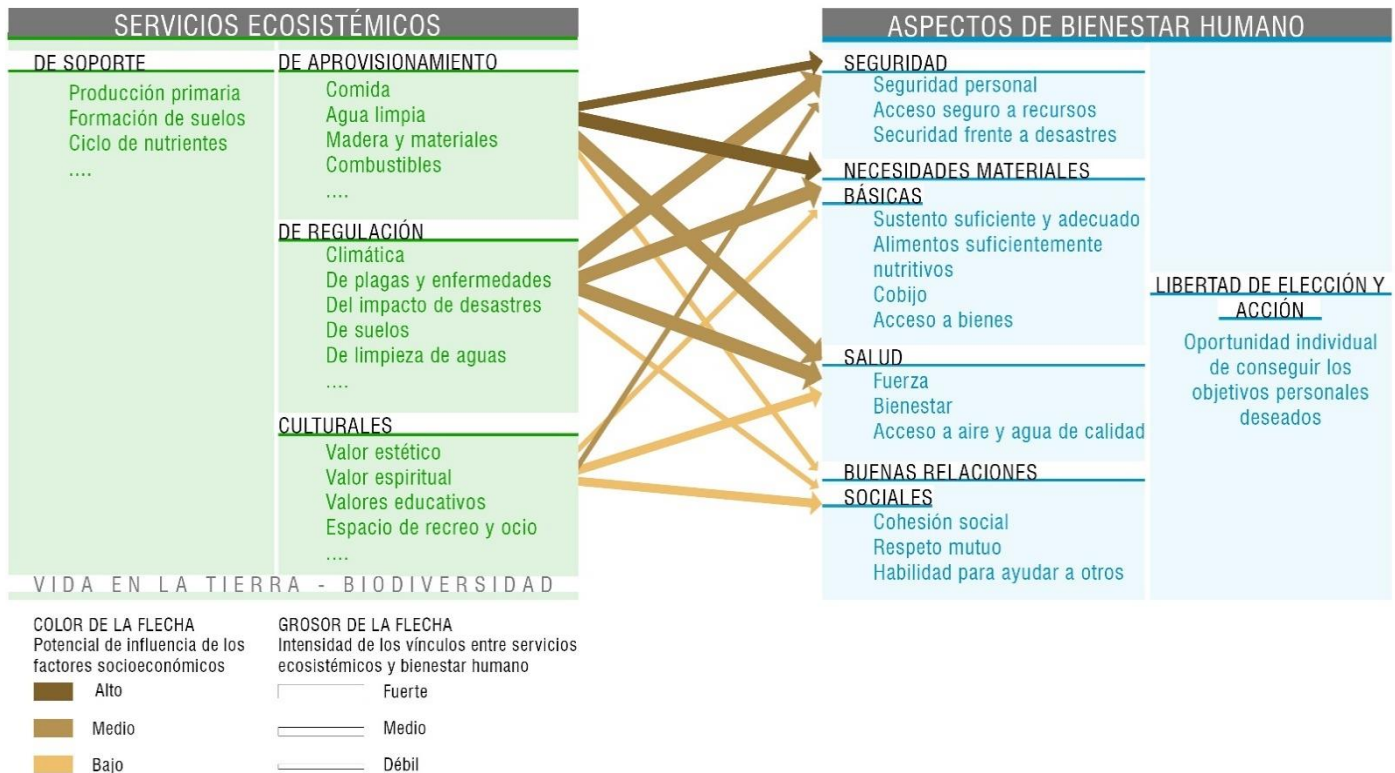 SERVICIOS ECOSISTÉMICOS
DE SOPORTE
Producción primaria
Formación de suelos
Ciclo de nutrientes
....
DE APROVISIONAMIENTO
Comida
Agua limpia
Madera y materiales
Combustibles
....
DE REGULACIÓN
Climática
De plagas y enfermedades
Del impacto de desastres
De suelos
De limpieza de aguas
....
CULTURALES
Valor estético
Valor espiritual
Valores educativos
Espacio de recreo y ocio
....
VIDA EN LA TIERRA - BIODIVERSIDAD
ASPECTOS DE BIENESTAR HUMANO
SEGURIDAD
Seguridad personal
Acceso seguro a recursos
Securidad frente a desastres
NECESIDADES MATERIALES
BÁSICAS
Sustento suficiente y adecuado
Alimentos suficientemente
nutritivos
Cobijo
Acceso a bienes
SALUD
Fuerza
Bienestar
Acceso a aire y agua de calidad
BUENAS RELACIONES
SOCIALES
Cohesión social
Respeto mutuo
Habilidad para ayudar a otros
LIBERTAD DE ELECCIÓN Y
ACCIÓN
Oportunidad individual
de conseguir los
objetivos personales
deseados
COLOR DE LA FLECHA
Potencial de influencia de los
factores socioeconómicos
Alto
Medio
Bajo
GROSOR DE LA FLECHA
Intensidad de los vínculos entre servicios
ecosistémicos y bienestar humano
Fuerte
Medio
Débil